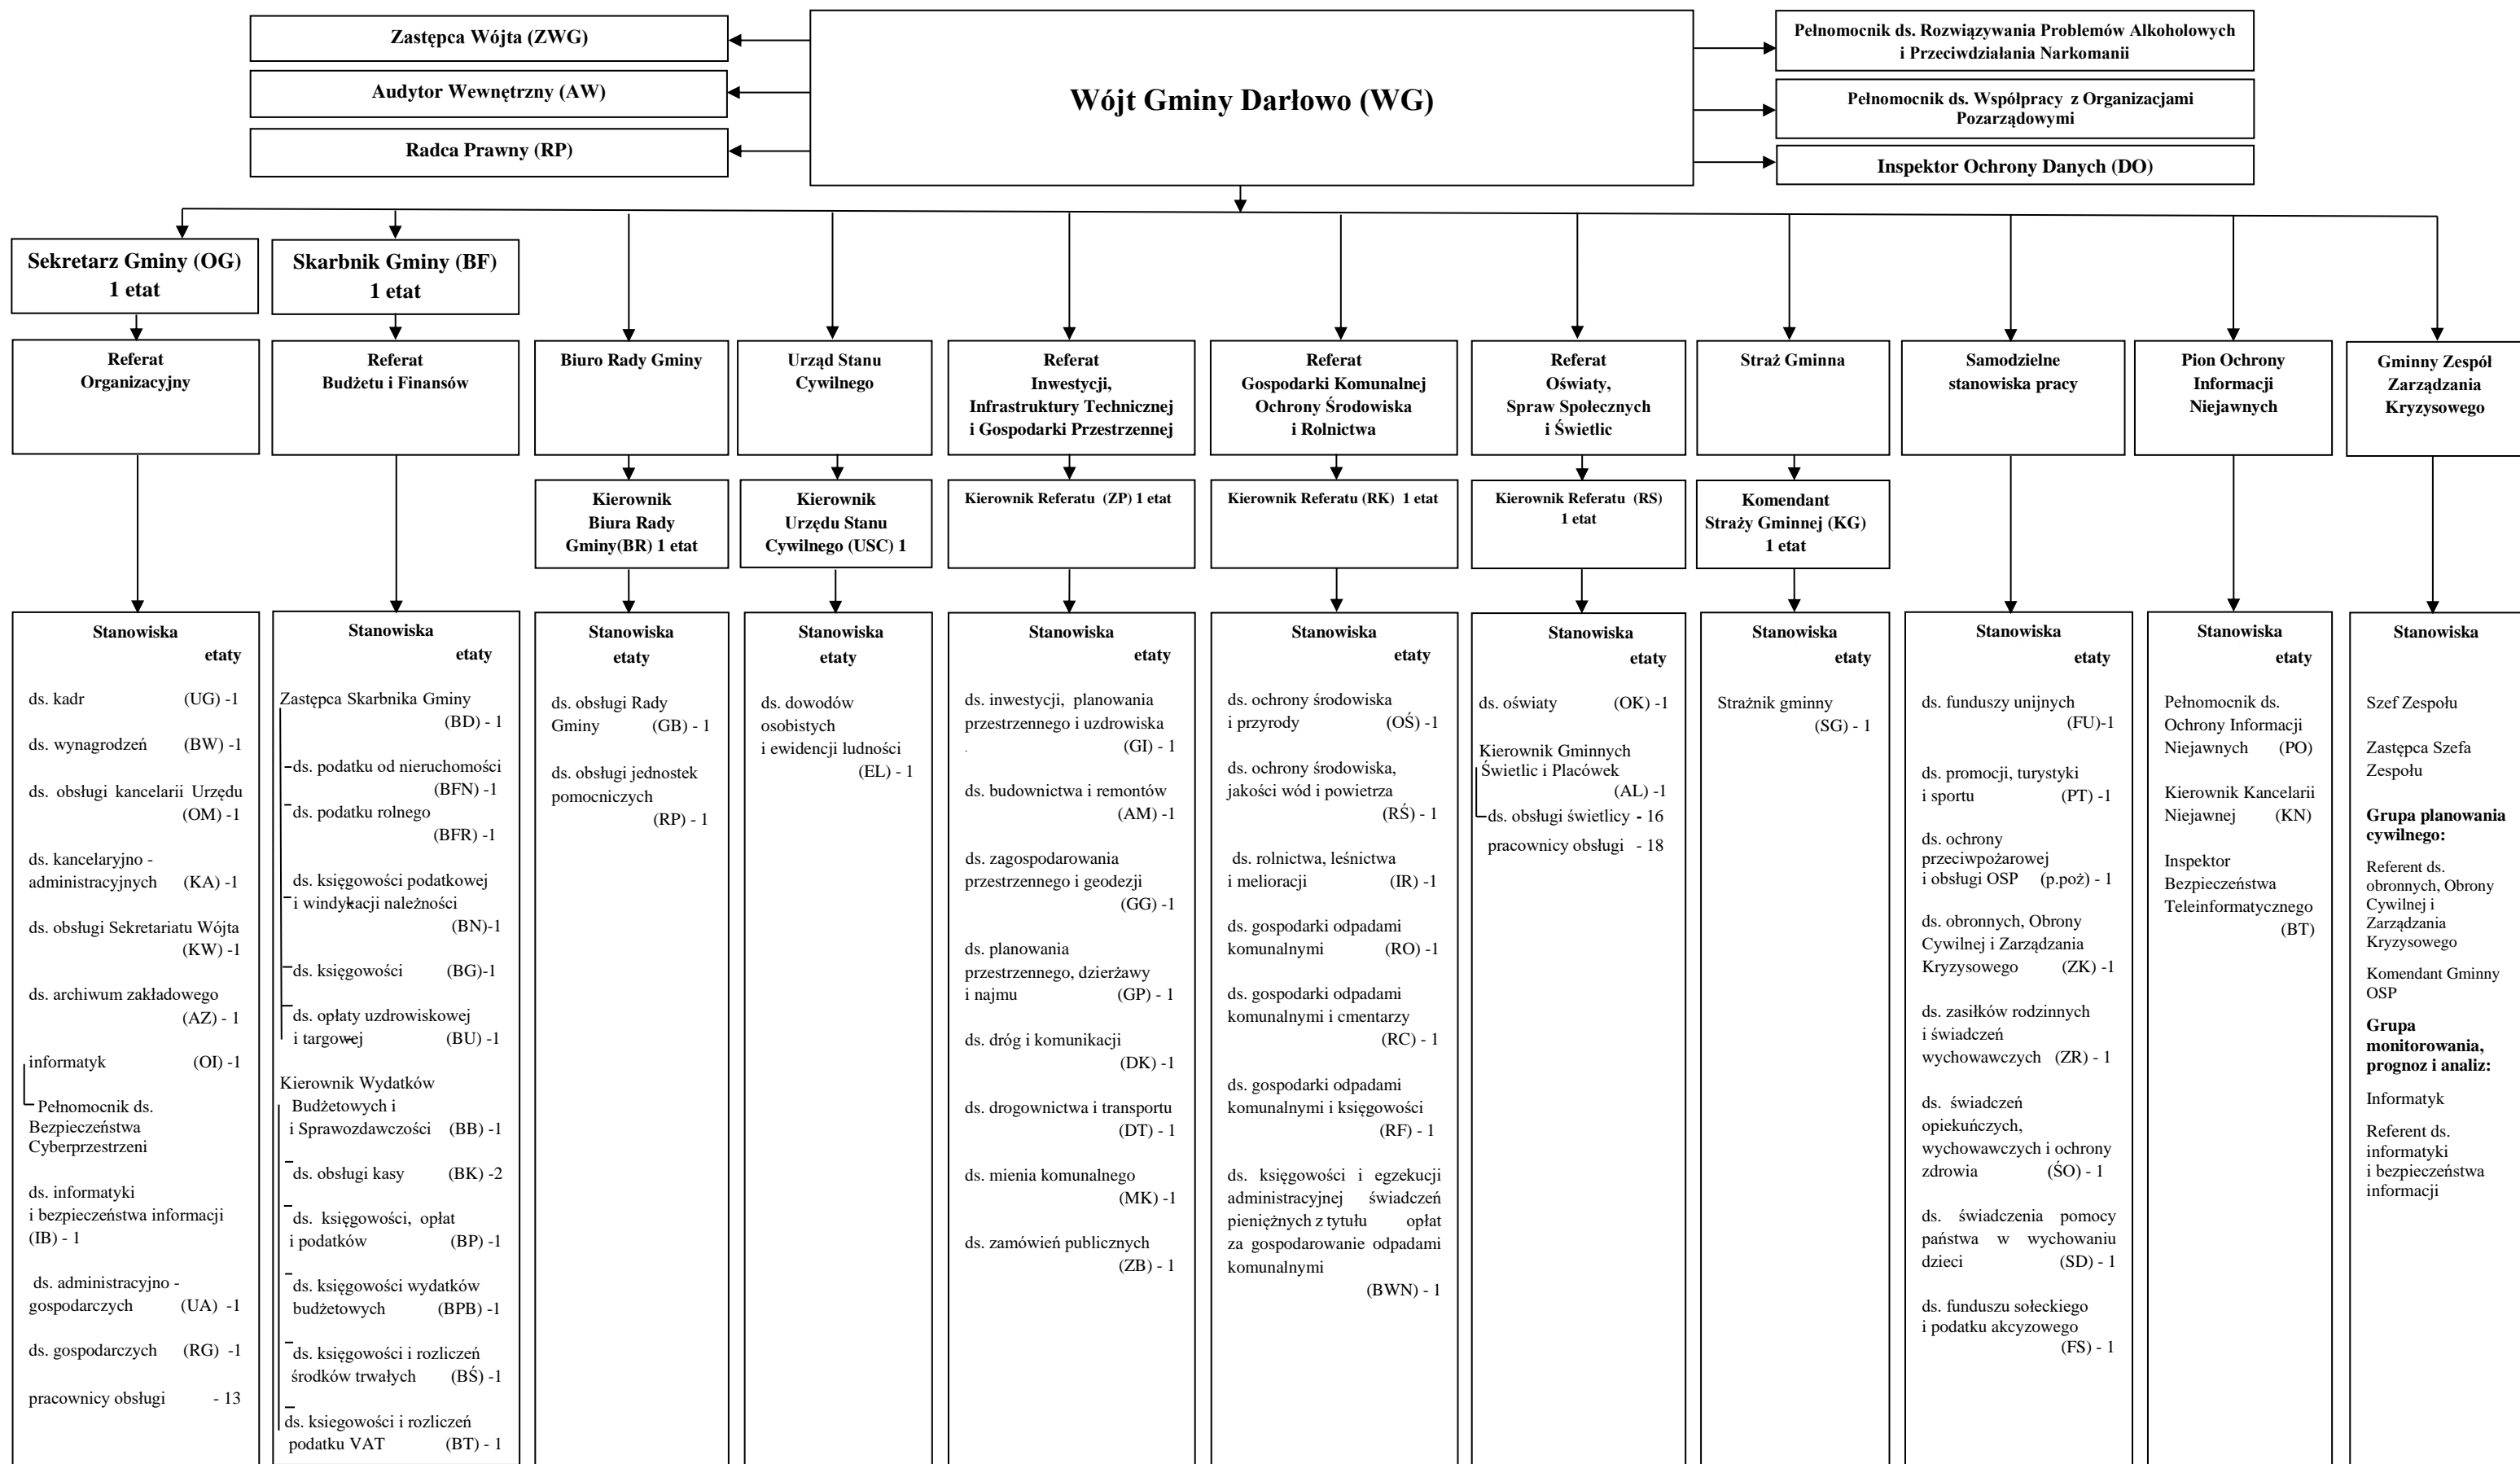 Zastępca Wójta (ZWG)
Audytor Wewnętrzny (AW)
Radca Prawny (RP)
Wójt Gminy Darłowo (WG)
Pełnomocnik ds. Rozwiązywania Problemów Alkoholowych
i Przeciwdziałania Narkomanii
Pełnomocnik ds. Współpracy z Organizacjami
Pozarządowymi
Inspektor Ochrony Danych (DO)
Sekretarz Gminy (OG)
1 etat
Skarbnik Gminy (BF)
1 etat
Referat
Organizacyjny
Referat
Budżetu i Finansów
Biuro Rady Gminy
Urząd Stanu
Cywilnego
Referat
Inwestycji,
Infrastruktury Technicznej
i Gospodarki Przestrzennej
Referat
Gospodarki Komunalnej
Ochrony Środowiska
i Rolnictwa
Referat
Oświaty,
Spraw Społecznych
i Świetlic
Straż Gminna
Samodzielne
stanowiska pracy
Pion Ochrony
Informacji
Niejawnych
Gminny Zespół
Zarządzania
Kryzysowego
Kierownik
Biura Rady
Gminy(BR) 1 etat
Kierownik
Urzędu Stanu
Cywilnego (USC) 1
Kierownik Referatu (ZP) 1 etat
Kierownik Referatu (RK) 1 etat
Kierownik Referatu (RS)
1 etat
Komendant
Straży Gminnej (KG)
1 etat
Stanowiska
etaty
ds. kadr (UG) -1
ds. wynagrodzeń (BW) -1
ds. obsługi kancelarii Urzędu
(OM) -1
ds. kancelaryjno -
administracyjnych (KA) -1
ds. obsługi Sekretariatu Wójta
(KW) -1
ds. archiwum zakładowego
(AZ) - 1
informatyk (OI) -1
Pełnomocnik ds.
Bezpieczeństwa
Cyberprzestrzeni
ds. informatyki
i bezpieczeństwa informacji
(IB) - 1
ds. administracyjno -
gospodarczych (UA) -1
ds. gospodarczych (RG) -1
pracownicy obsługi - 13
Stanowiska
etaty
Zastępca Skarbnika Gminy
(BD) - 1
ds. podatku od nieruchomości
(BFN) -1
ds. podatku rolnego
(BFR) -1
ds. księgowości podatkowej
i windykacji należności
(BN)-1
ds. księgowości (BG)-1
ds. opłaty uzdrowiskowej
i targowej (BU) -1
Kierownik Wydatków
Budżetowych i
i Sprawozdawczości (BB) -1
ds. obsługi kasy (BK) -2
ds. księgowości, opłat
i podatków (BP) -1
ds. księgowości wydatków
budżetowych (BPB) -1
ds. księgowości i rozliczeń
środków trwałych (BŚ) -1
ds. ksiegowości i rozliczeń
podatku VAT (BT) - 1
Stanowiska
etaty
ds. obsługi Rady
Gminy (GB) - 1
ds. obsługi jednostek
pomocniczych
(RP) - 1
Stanowiska
etaty
ds. dowodów
osobistych
i ewidencji ludności
(EL) - 1
Stanowiska
etaty
ds. inwestycji, planowania
przestrzennego i uzdrowiska
. (GI) - 1
ds. budownictwa i remontów
(AM) -1
ds. zagospodarowania
przestrzennego i geodezji
(GG) -1
ds. planowania
przestrzennego, dzierżawy
i najmu (GP) - 1
ds. dróg i komunikacji
(DK) -1
ds. drogownictwa i transportu
(DT) - 1
ds. mienia komunalnego
(MK) -1
ds. zamówień publicznych
(ZB) - 1
Stanowiska
etaty
ds. ochrony środowiska
i przyrody (OŚ) -1
ds. ochrony środowiska,
jakości wód i powietrza
(RŚ) - 1
ds. rolnictwa, leśnictwa
i melioracji (IR) -1
ds. gospodarki odpadami
komunalnymi (RO) -1
ds. gospodarki odpadami
komunalnymi i cmentarzy
(RC) - 1
ds. gospodarki odpadami
komunalnymi i księgowości
(RF) - 1
ds. księgowości i egzekucji
administracyjnej świadczeń
pieniężnych z tytułu opłat
za gospodarowanie odpadami
komunalnymi
(BWN) - 1
Stanowiska
etaty
ds. oświaty (OK) -1
Kierownik Gminnych
Świetlic i Placówek
(AL) -1
ds. obsługi świetlicy - 16
pracownicy obsługi - 18
Stanowiska
etaty
Strażnik gminny
(SG) - 1
Stanowiska
etaty
ds. funduszy unijnych
(FU)-1
ds. promocji, turystyki
i sportu (PT) -1
ds. ochrony
przeciwpożarowej
i obsługi OSP (p.poż) - 1
ds. obronnych, Obrony
Cywilnej i Zarządzania
Kryzysowego (ZK) -1
ds. zasiłków rodzinnych
i świadczeń
wychowawczych (ZR) - 1
ds. świadczeń
opiekuńczych,
wychowawczych i ochrony
zdrowia (ŚO) - 1
ds. świadczenia pomocy
państwa w wychowaniu
dzieci (SD) - 1
ds. funduszu sołeckiego
i podatku akcyzowego
(FS) - 1
Stanowiska
etaty
Pełnomocnik ds.
Ochrony Informacji
Niejawnych (PO)
Kierownik Kancelarii
Niejawnej (KN)
Inspektor
Bezpieczeństwa
Teleinformatycznego
(BT)
Stanowiska
Szef Zespołu
Zastępca Szefa
Zespołu
Grupa planowania
cywilnego:
Referent ds.
obronnych, Obrony
Cywilnej i
Zarządzania
Kryzysowego
Komendant Gminny
OSP
Grupa
monitorowania,
prognoz i analiz:
Informatyk
Referent ds.
informatyki
i bezpieczeństwa
informacji